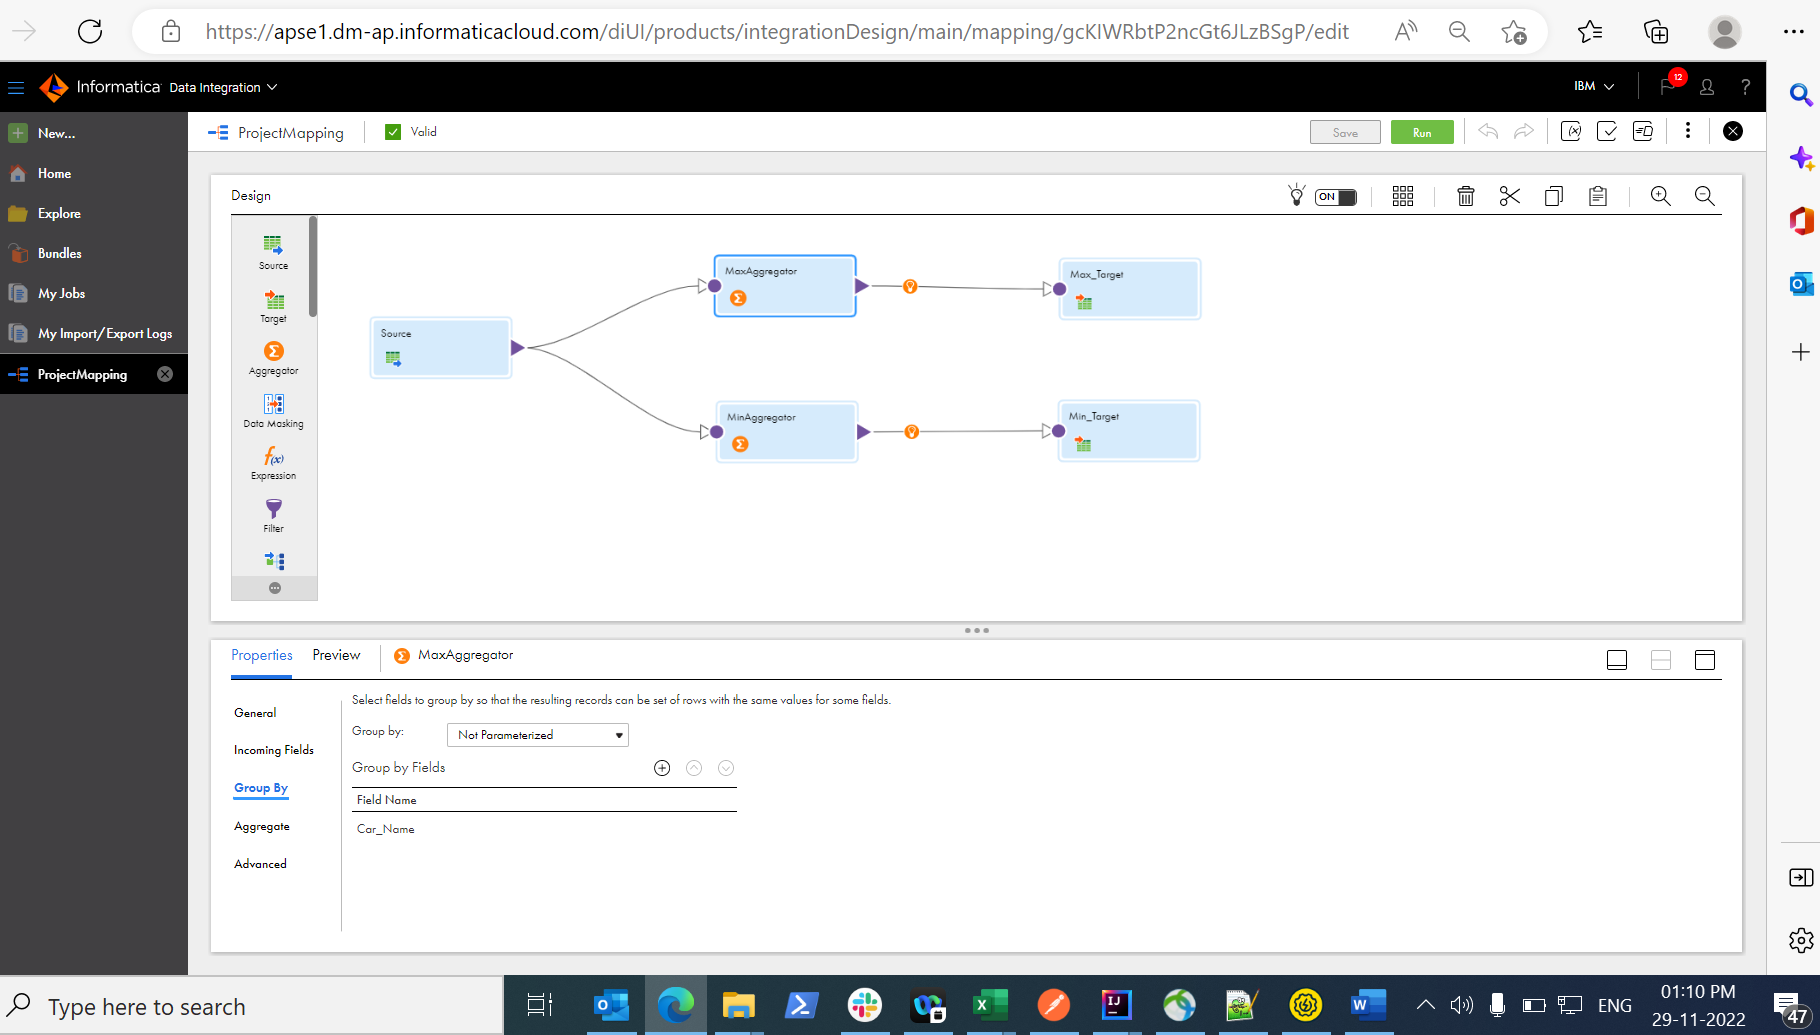 https://apse1.dm-ap.informaticacloud.com/diUI/products/integrationDesign/main/mapping/gcKIWRbtP2ncGt6JLzBSgP/edit
Informatica Data Integration
IBM
12
?
New...
Home
Explore
Bundles
My Jobs
My Import/Export Logs
ProjectMapping
ProjectMapping
Valid
Save
Run
Design
ON
Source
Target
Aggregator
Data Masking
Expression
Filter
Source
MaxAggregator
Max_Target
MinAggregator
Min_Target
Properties
Preview
MaxAggregator
General
Incoming Fields
Group By
Aggregate
Advanced
Select fields to group by so that the resulting records can be set of rows with the same values for some fields.
Group by:
Not Parameterized
Group by Fields
Field Name
Car_Name
Type here to search
ENG
01:10 PM
29-11-2022
47